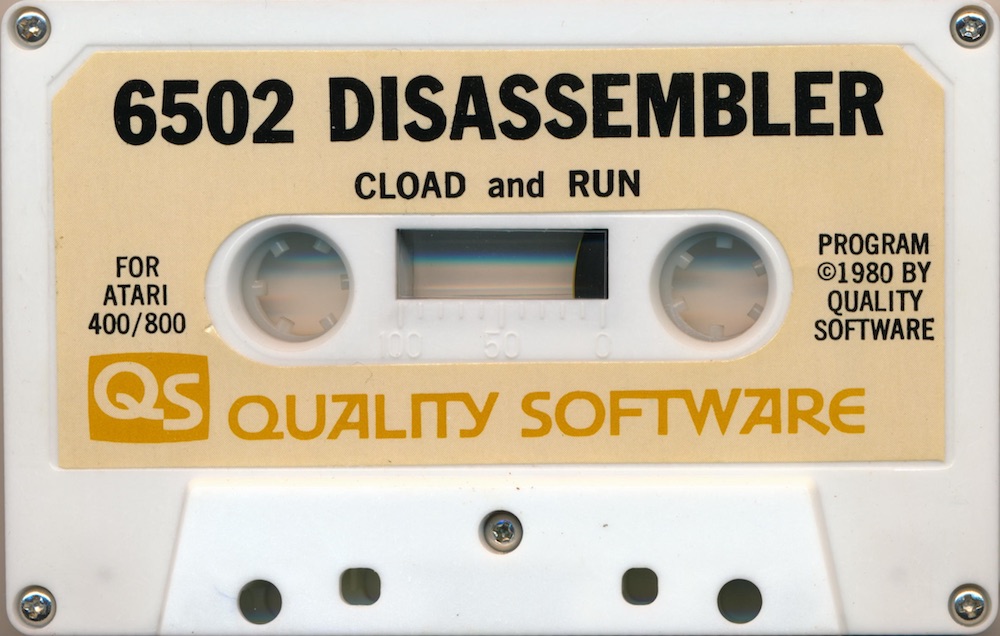 6502 DISASSEMBLER
CLOAD and RUN
FOR
ATARI
400/800
PROGRAM
©1980 BY
QUALITY
SOFTWARE
100 50 0
QS QUALITY SOFTWARE